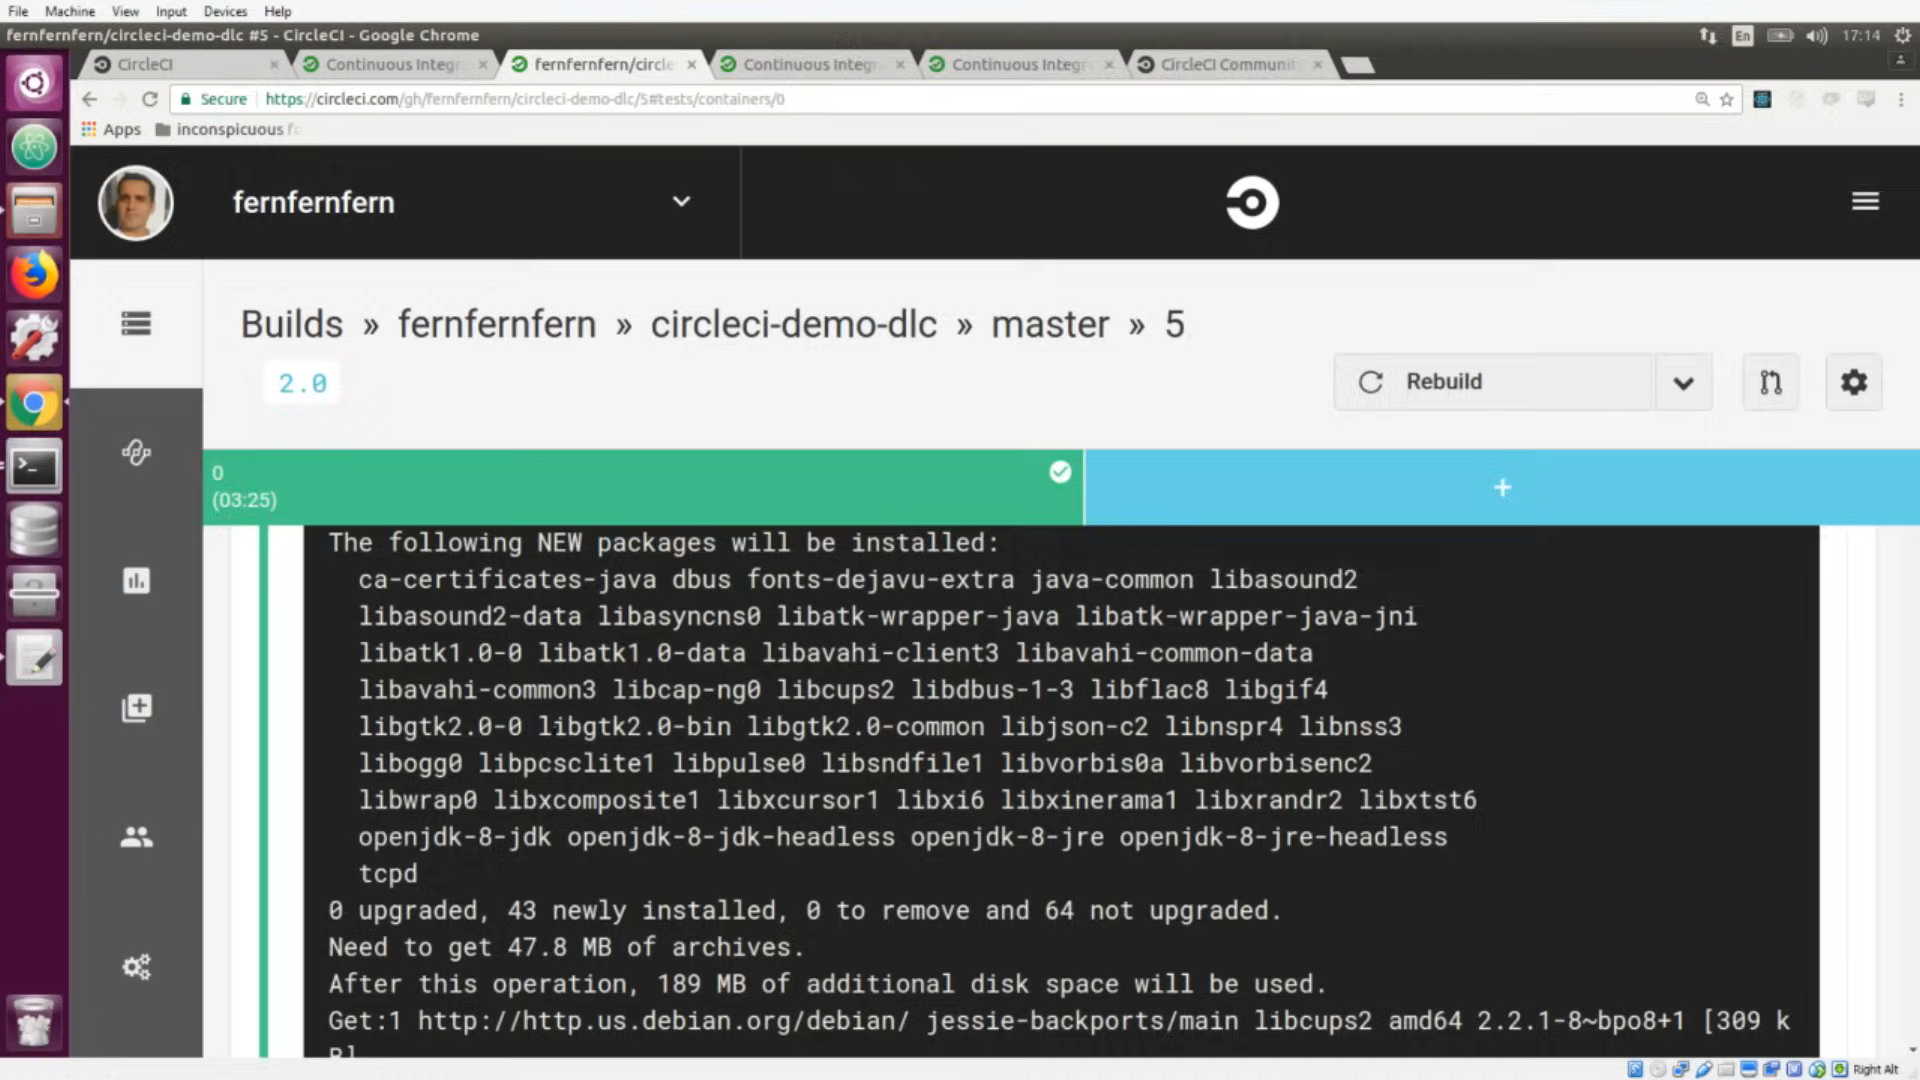 File Machine View Input Devices Help
fernfernfern/circleci-demo-dlc #5 - CircleCI - Google Chrome
En 17:14
CircleCI
Continuous Integr
fernfernfern/circle
Continuous Integr
Continuous Integr
CircleCI Communit
Secure https://circleci.com/gh/fernfernfern/circleci-demo-dlc/5#tests/containers/0
Apps inconspicuous fo
fernfernfern
Builds » fernfernfern » circleci-demo-dlc » master » 5
2.0
Rebuild
0
(03:25)
+
The following NEW packages will be installed:
ca-certificates-java dbus fonts-dejavu-extra java-common libasound2
libasound2-data libasyncns0 libatk-wrapper-java libatk-wrapper-java-jni
libatk1.0-0 libatk1.0-data libavahi-client3 libavahi-common-data
libavahi-common3 libcap-ng0 libcups2 libdbus-1-3 libflac8 libgif4
libgtk2.0-0 libgtk2.0-bin libgtk2.0-common libjson-c2 libnspr4 libnss3
libogg0 libpcsclite1 libpulse0 libsndfile1 libvorbis0a libvorbisenc2
libwrap0 libxcomposite1 libxcursor1 libxi6 libxinerama1 libxrandr2 libxtst6
openjdk-8-jdk openjdk-8-jdk-headless openjdk-8-jre openjdk-8-jre-headless
tcpd
0 upgraded, 43 newly installed, 0 to remove and 64 not upgraded.
Need to get 47.8 MB of archives.
After this operation, 189 MB of additional disk space will be used.
Get:1 http://http.us.debian.org/debian/ jessie-backports/main libcups2 amd64 2.2.1-8~bpo8+1 [309 k
B]
Right Alt